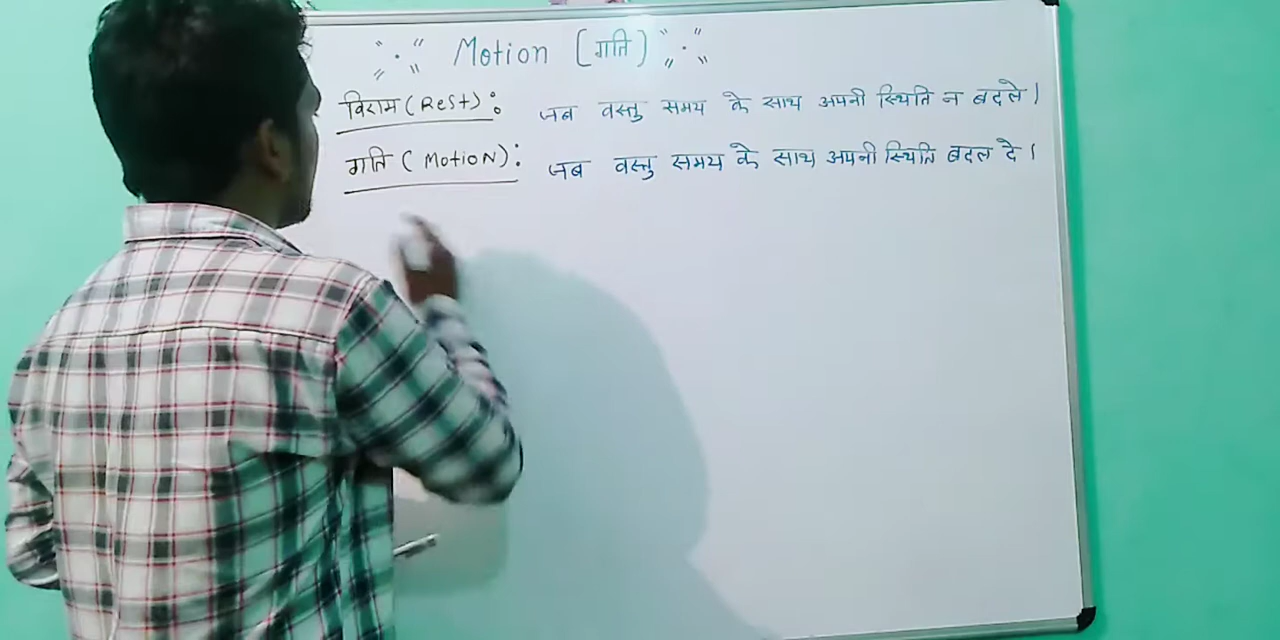 Motion [गति)
विराम (Rest): जब वस्तु समय के साथ अपनी स्थिति न बदले।
गति (MotioN): जब वस्तु समय के साथ अपनी स्थिति बदल दे।